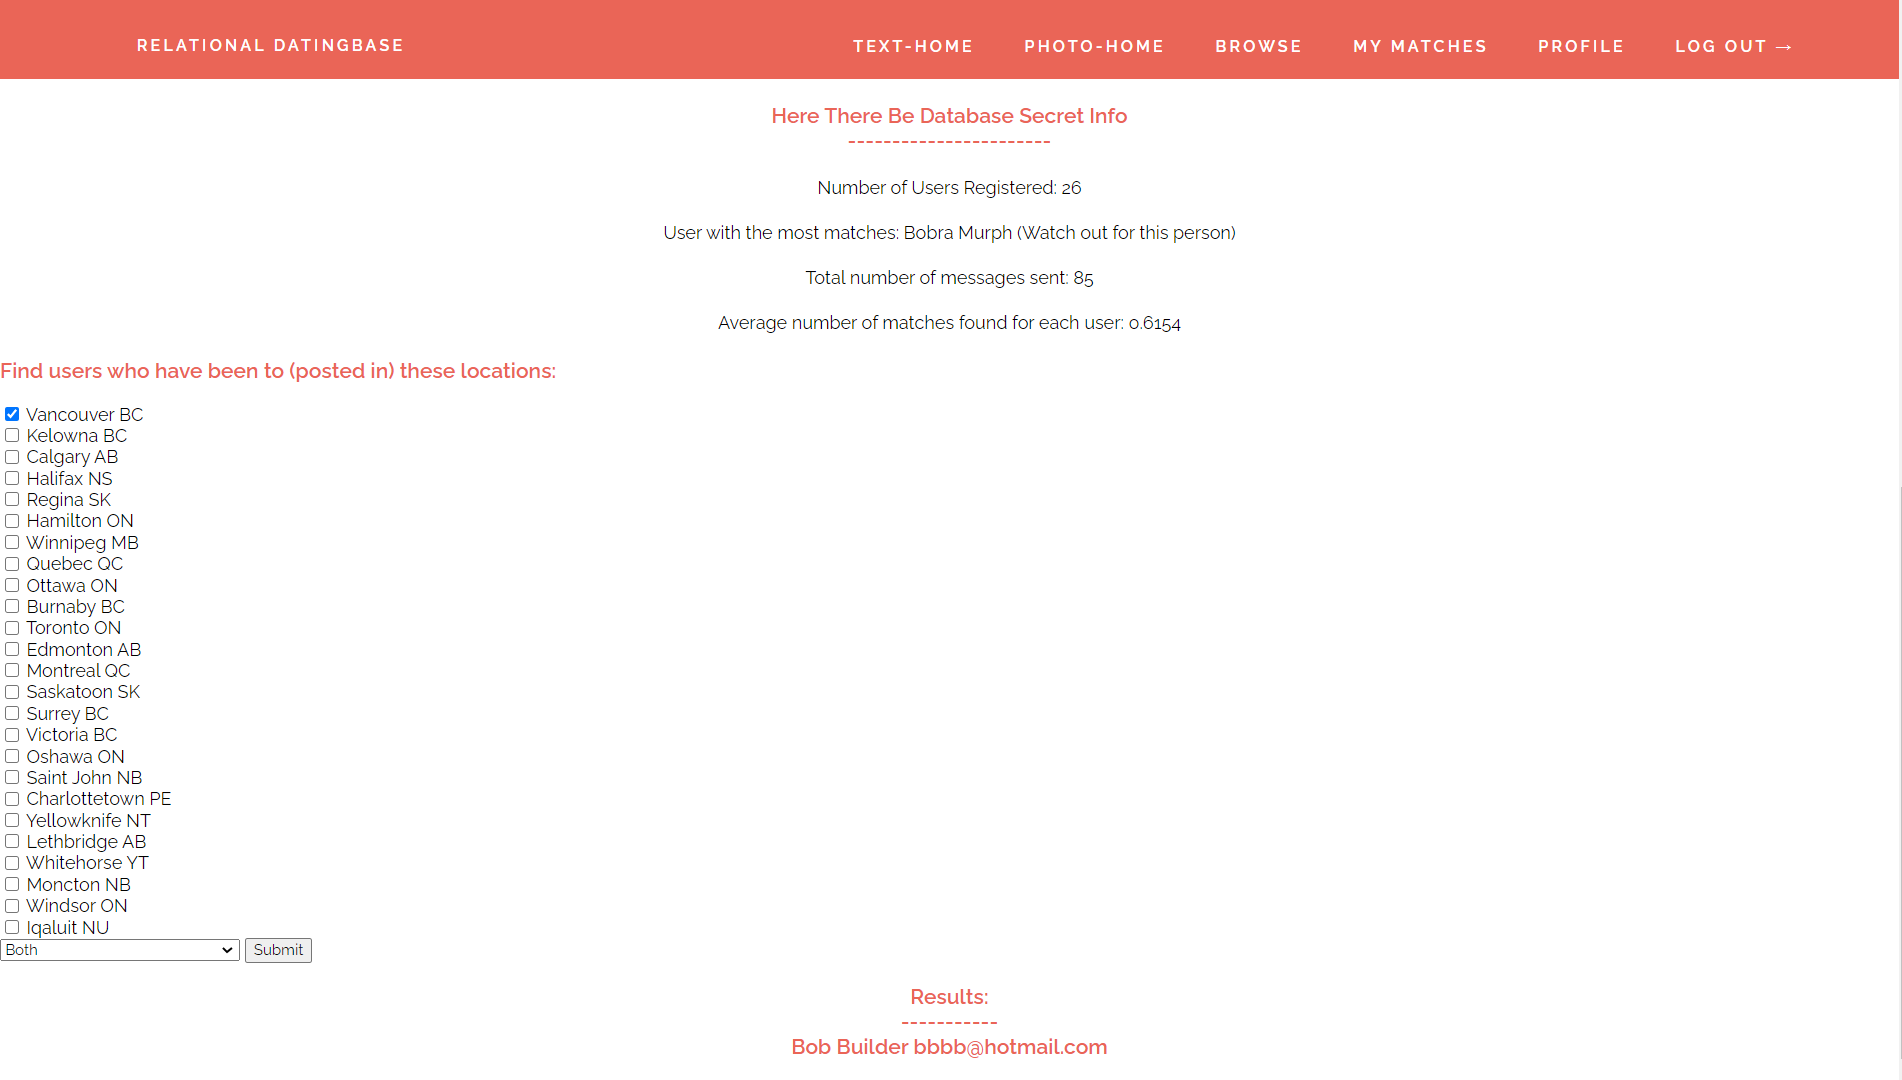 RELATIONAL DATINGBASE
TEXT-HOME PHOTO-HOME BROWSE MY MATCHES PROFILE LOG OUT →
Here There Be Database Secret Info
-----------------------
Number of Users Registered: 26
User with the most matches: Bobra Murph (Watch out for this person)
Total number of messages sent: 85
Average number of matches found for each user: 0.6154
Find users who have been to (posted in) these locations:
Vancouver BC
Kelowna BC
Calgary AB
Halifax NS
Regina SK
Hamilton ON
Winnipeg MB
Quebec QC
Ottawa ON
Burnaby BC
Toronto ON
Edmonton AB
Montreal QC
Saskatoon SK
Surrey BC
Victoria BC
Oshawa ON
Saint John NB
Charlottetown PE
Yellowknife NT
Lethbridge AB
Whitehorse YT
Moncton NB
Windsor ON
Iqaluit NU
Both Submit
Results:
-----------
Bob Builder bbbb@hotmail.com